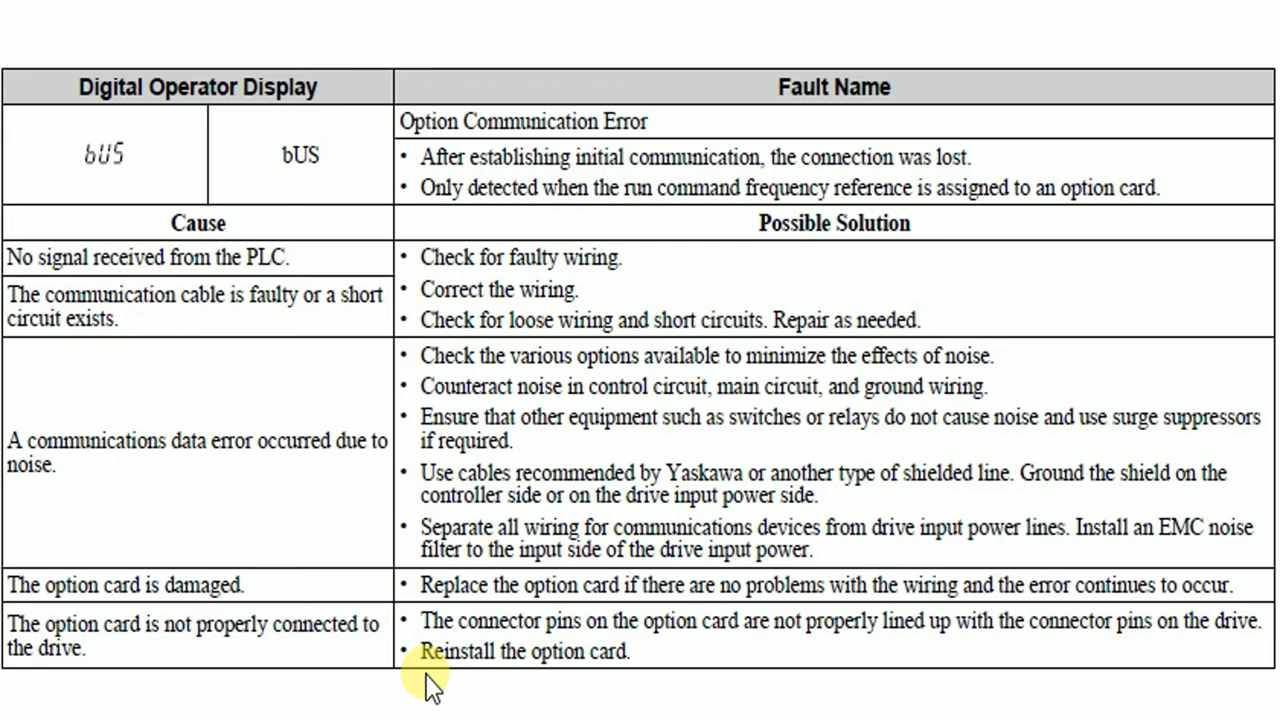 Digital Operator Display
Fault Name
bUS
bUS
Option Communication Error
• After establishing initial communication, the connection was lost.
• Only detected when the run command frequency reference is assigned to an option card.
Cause
Possible Solution
No signal received from the PLC.
The communication cable is faulty or a short
circuit exists.
• Check for faulty wiring.
• Correct the wiring.
• Check for loose wiring and short circuits. Repair as needed.
A communications data error occurred due to
noise.
• Check the various options available to minimize the effects of noise.
• Counteract noise in control circuit, main circuit, and ground wiring.
• Ensure that other equipment such as switches or relays do not cause noise and use surge suppressors
if required.
• Use cables recommended by Yaskawa or another type of shielded line. Ground the shield on the
controller side or on the drive input power side.
• Separate all wiring for communications devices from drive input power lines. Install an EMC noise
filter to the input side of the drive input power.
The option card is damaged.
• Replace the option card if there are no problems with the wiring and the error continues to occur.
The option card is not properly connected to
the drive.
• The connector pins on the option card are not properly lined up with the connector pins on the drive.
• Reinstall the option card.